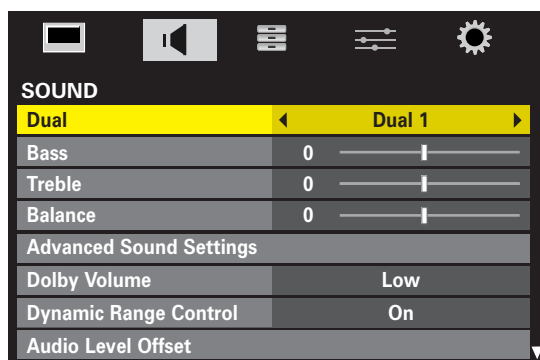 SOUND
Dual Dual 1
Bass 0
Treble 0
Balance 0
Advanced Sound Settings
Dolby Volume Low
Dynamic Range Control On
Audio Level Offset